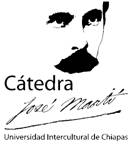 Cátedra
José Martí
Universidad Intercultural de Chiapas